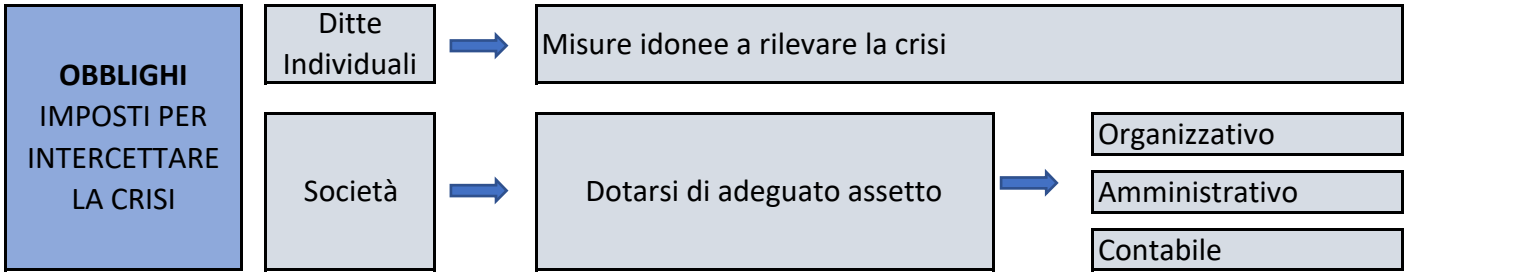 OBBLIGHI
IMPOSTI PER
INTERCETTARE
LA CRISI
Ditte
Individuali
Misure idonee a rilevare la crisi
Società
Dotarsi di adeguato assetto
Organizzativo
Amministrativo
Contabile